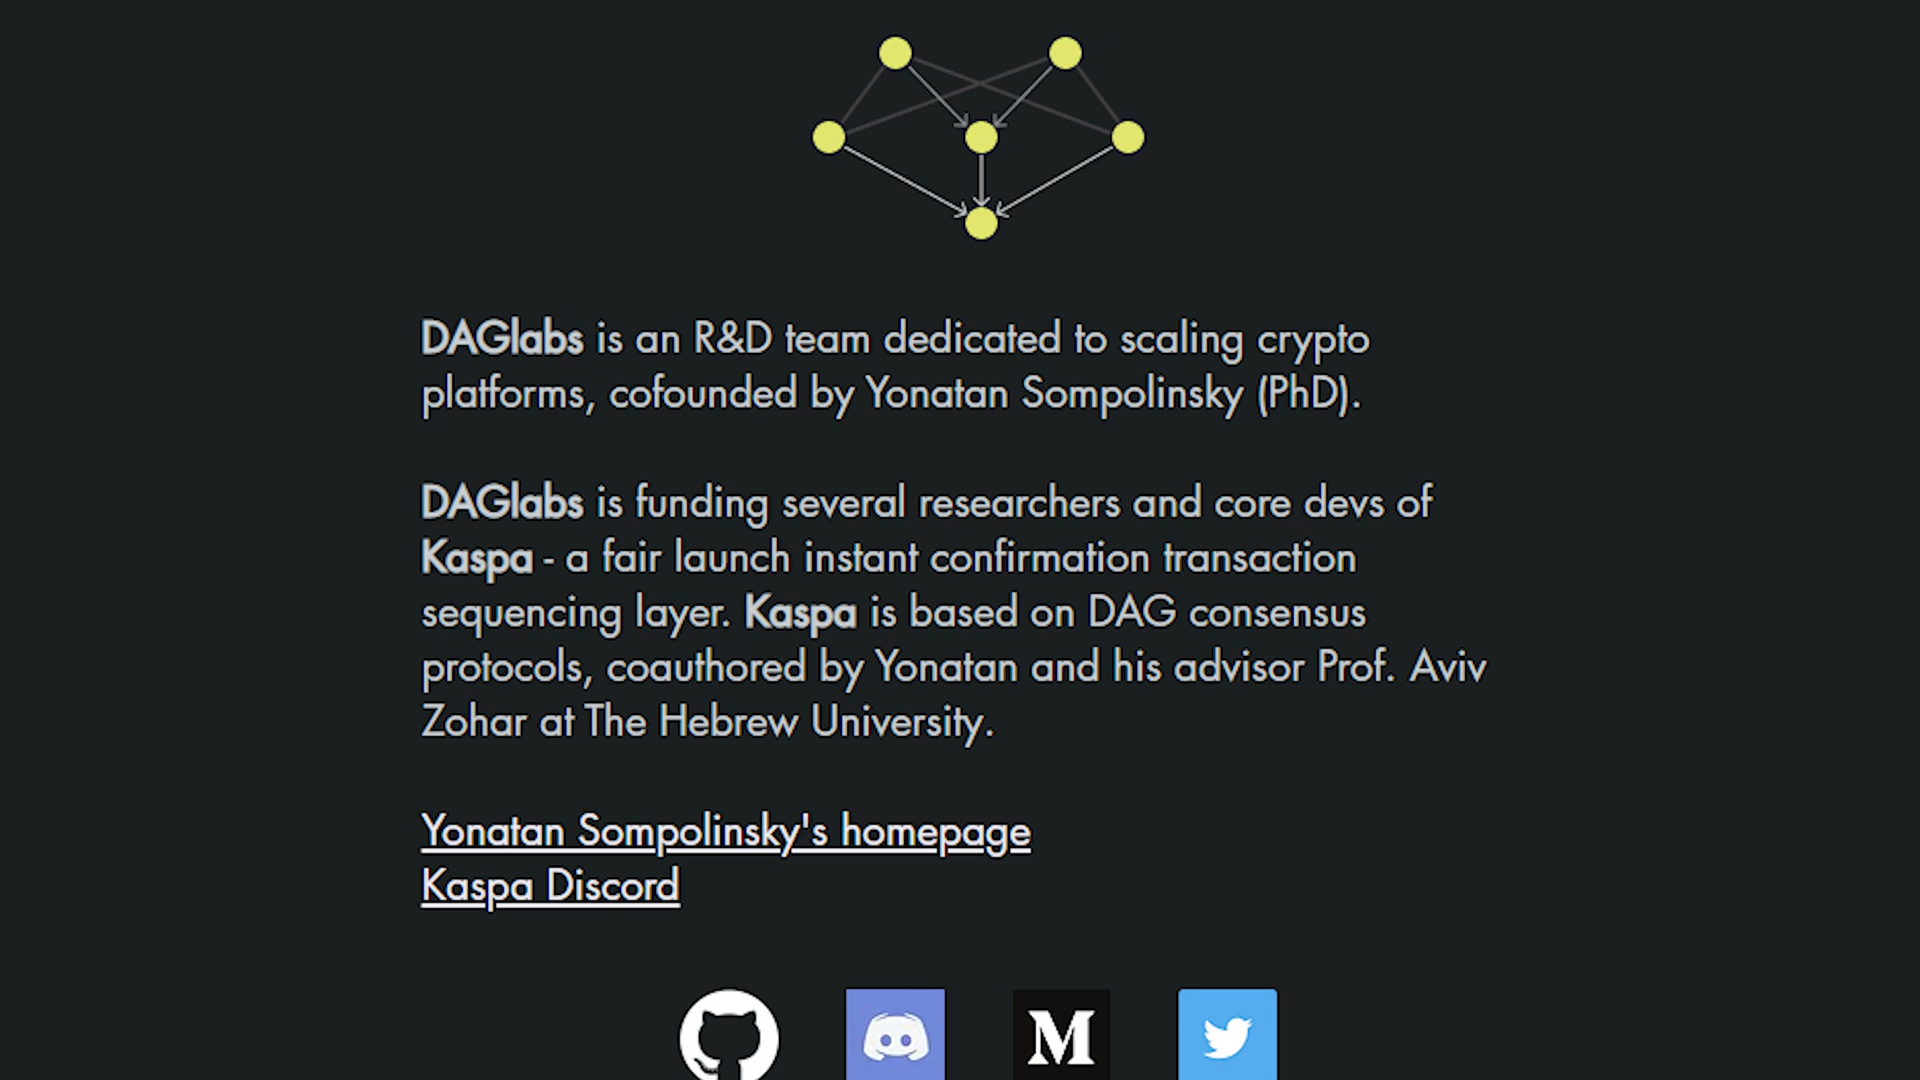 DAGlabs is an R&D team dedicated to scaling crypto
platforms, cofounded by Yonatan Sompolinsky (PhD).
DAGlabs is funding several researchers and core devs of
Kaspa - a fair launch instant confirmation transaction
sequencing layer. Kaspa is based on DAG consensus
protocols, coauthored by Yonatan and his advisor Prof. Aviv
Zohar at The Hebrew University.
Yonatan Sompolinsky's homepage
Kaspa Discord
M